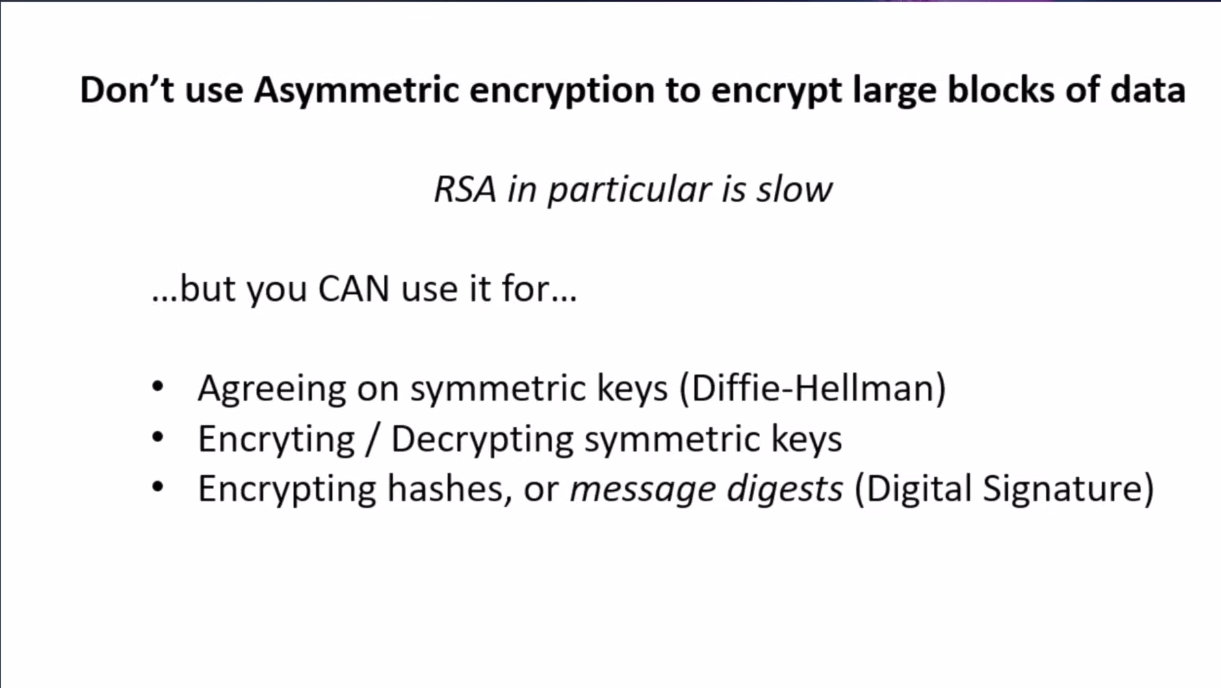 Don't use Asymmetric encryption to encrypt large blocks of data
RSA in particular is slow
...but you CAN use it for...
• Agreeing on symmetric keys (Diffie-Hellman)
• Encryting / Decrypting symmetric keys
• Encrypting hashes, or message digests (Digital Signature)